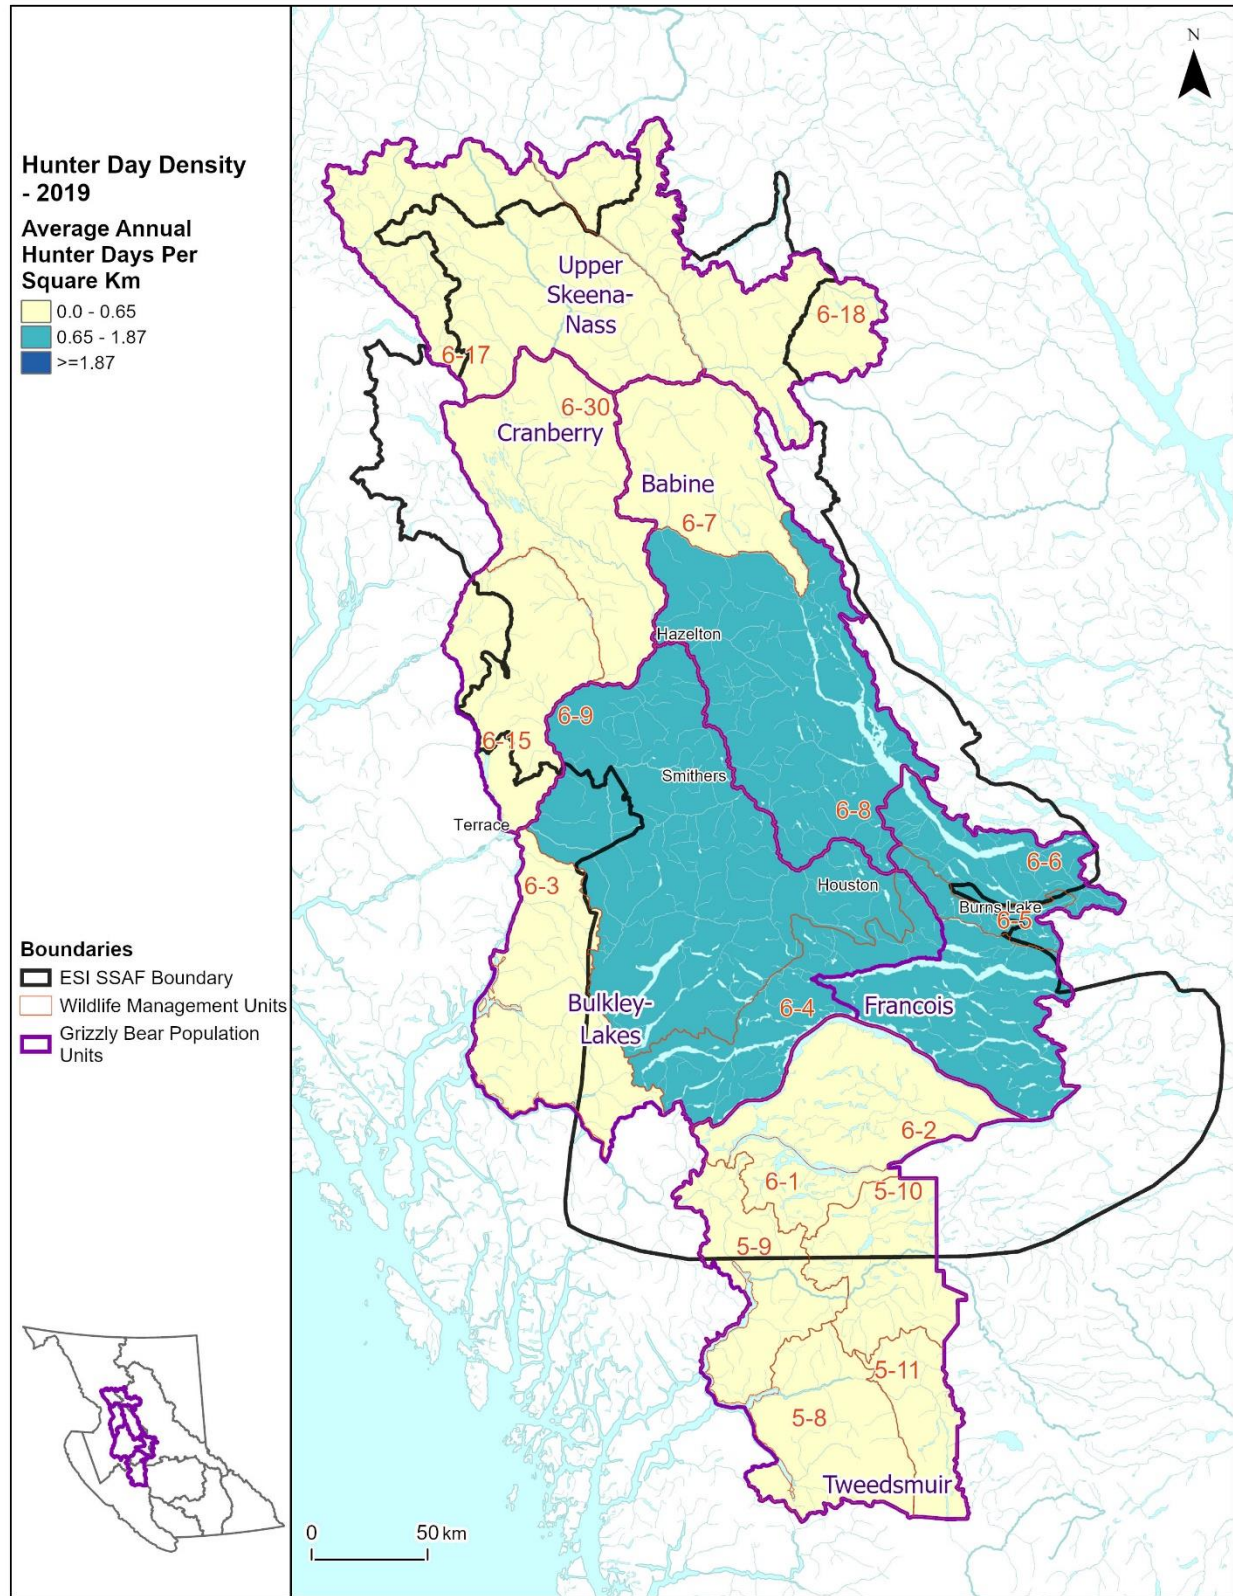 N
Hunter Day Density
- 2019
Average Annual
Hunter Days Per
Square Km
0.0 - 0.65
0.65 - 1.87
>=1.87
Upper
Skeena-
Nass
6-18
6-17
6-30
Cranberry
Babine
6-7
Hazelton
6-9
6-15
Smithers
6-8
Terrace
6-6
6-3
Houston
Burns Lake
6-5
Boundaries
ESI SSAF Boundary
Wildlife Management Units
Grizzly Bear Population
Units
Bulkley-
Lakes
6-4
Francois
6-2
6-1
5-10
5-9
5-11
5-8
Tweedsmuir
0 50 km